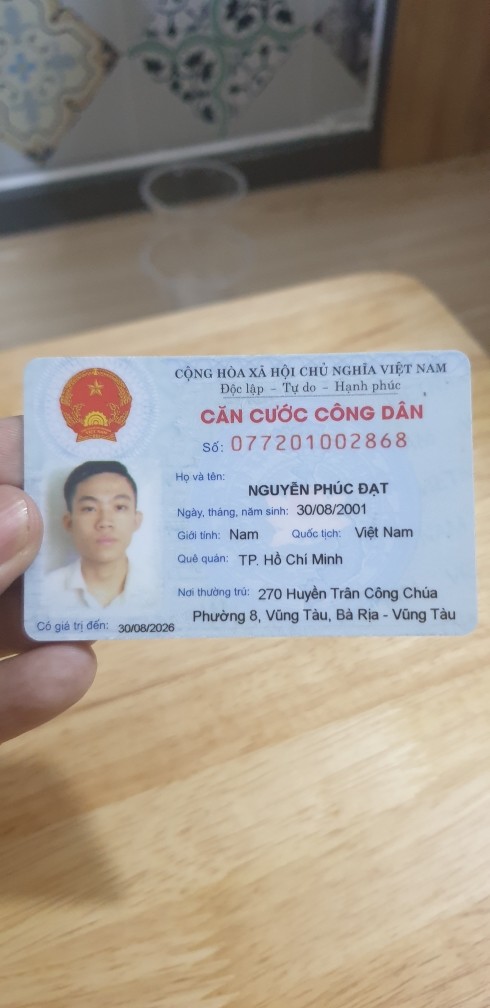 CỘNG HÒA XÃ HỘI CHỦ NGHĨA VIỆT NAM
Độc lập – Tự do – Hạnh phúc
CĂN CƯỚC CÔNG DÂN
Số: 077201002868
Họ và tên:
NGUYỄN PHÚC ĐẠT
Ngày, tháng, năm sinh: 30/08/2001
Giới tính: Nam Quốc tịch: Việt Nam
Quê quán: TP. Hồ Chí Minh
Nơi thường trú: 270 Huyền Trân Công Chúa
Phường 8, Vũng Tàu, Bà Rịa - Vũng Tàu
Có giá trị đến: 30/08/2026